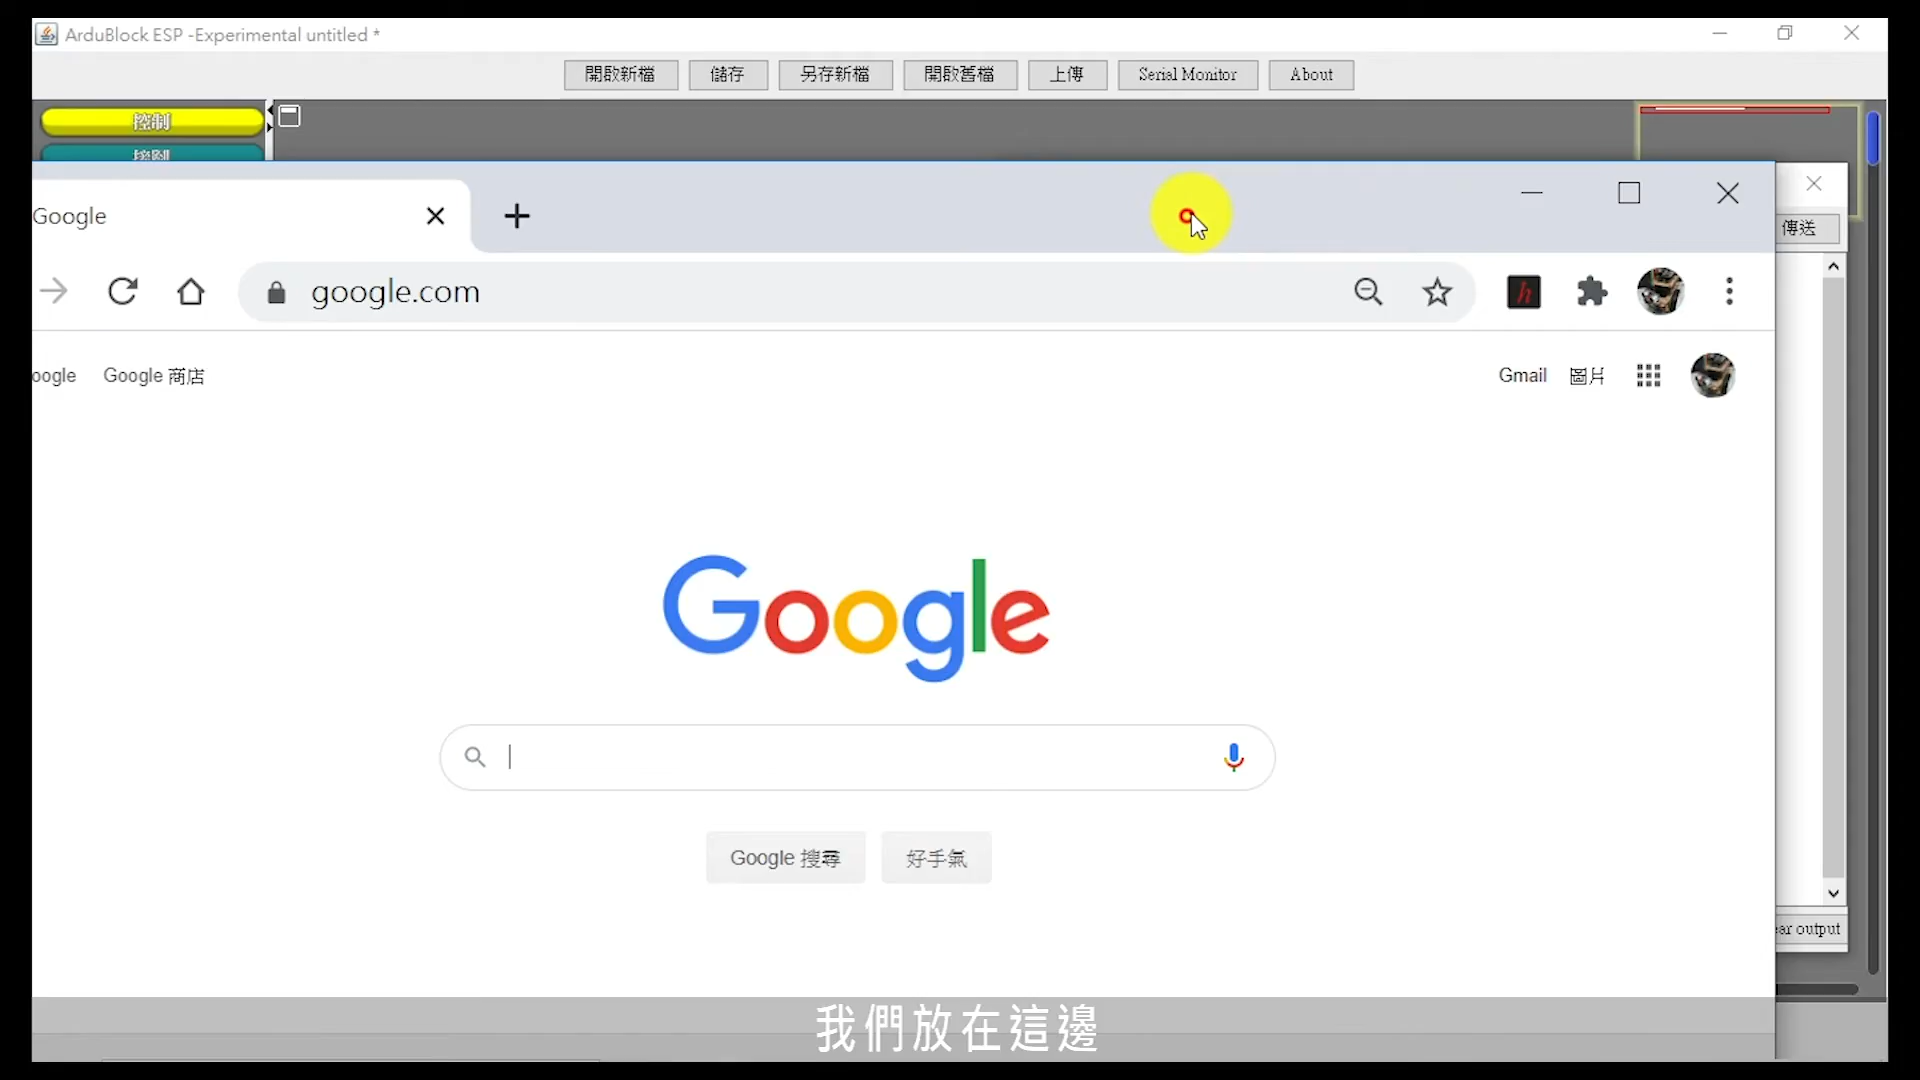 ArduBlock ESP -Experimental untitled *
開啟新檔 儲存 另存新檔 開啟舊檔 上傳 Serial Monitor About
控制
Google
傳送
google.com
oogle Google 商店 Gmail 圖片
Google
Google 搜尋 好手氣
ear output
我們放在這邊